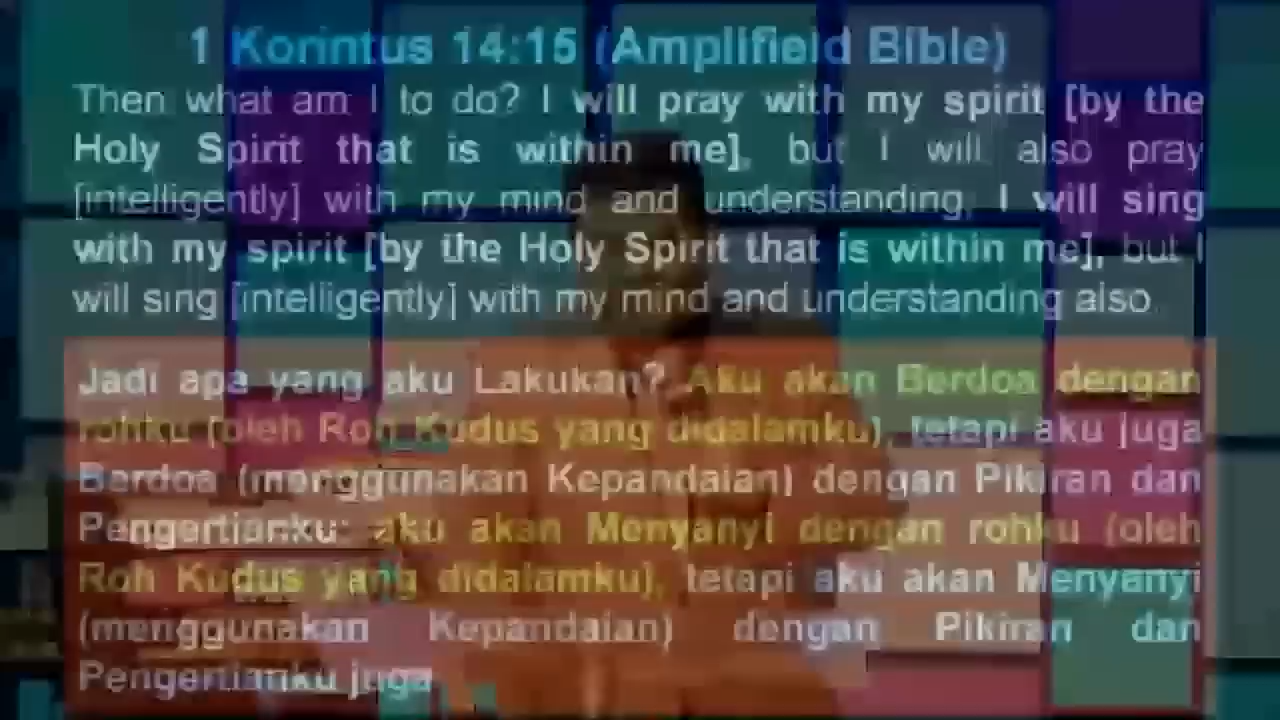 1 Korintus 14:15 (Amplifield Bible)
Then what am I to do? I will pray with my spirit [by the
Holy Spirit that is within me], but I will also pray
[intelligently] with my mind and understanding; I will sing
with my spirit [by the Holy Spirit that is within me], but I
will sing [intelligently] with my mind and understanding also.
Jadi apa yang aku Lakukan? Aku akan Berdoa dengan
rohku (oleh Roh Kudus yang didalamku), tetapi aku juga
Berdoa (menggunakan Kepandaian) dengan Pikiran dan
Pengertianku; aku akan Menyanyi dengan rohku (oleh
Roh Kudus yang didalamku), tetapi aku akan Menyanyi
(menggunakan Kepandaian) dengan Pikiran dan
Pengertianku juga